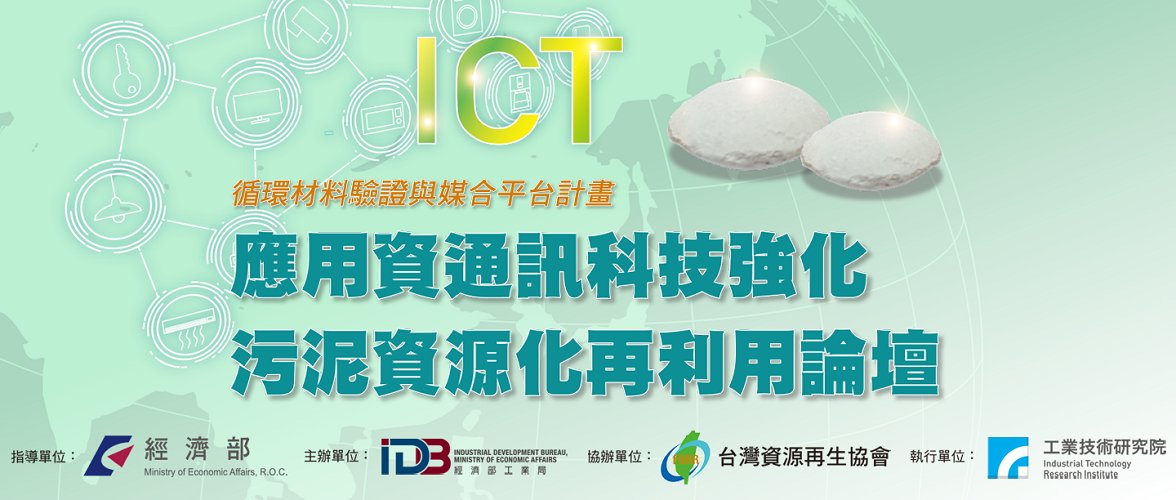 ICT
循環材料驗證與媒合平台計畫
應用資通訊科技強化
污泥資源化再利用論壇
指導單位：
經濟部
Ministry of Economic Affairs, R.O.C.
主辦單位：
IDB
INDUSTRIAL DEVELOPMENT BUREAU,
MINISTRY OF ECONOMIC AFFAIRS
經濟部工業局
協辦單位：
台灣資源再生協會
執行單位：
工業技術研究院
Industrial Technology
Research Institute